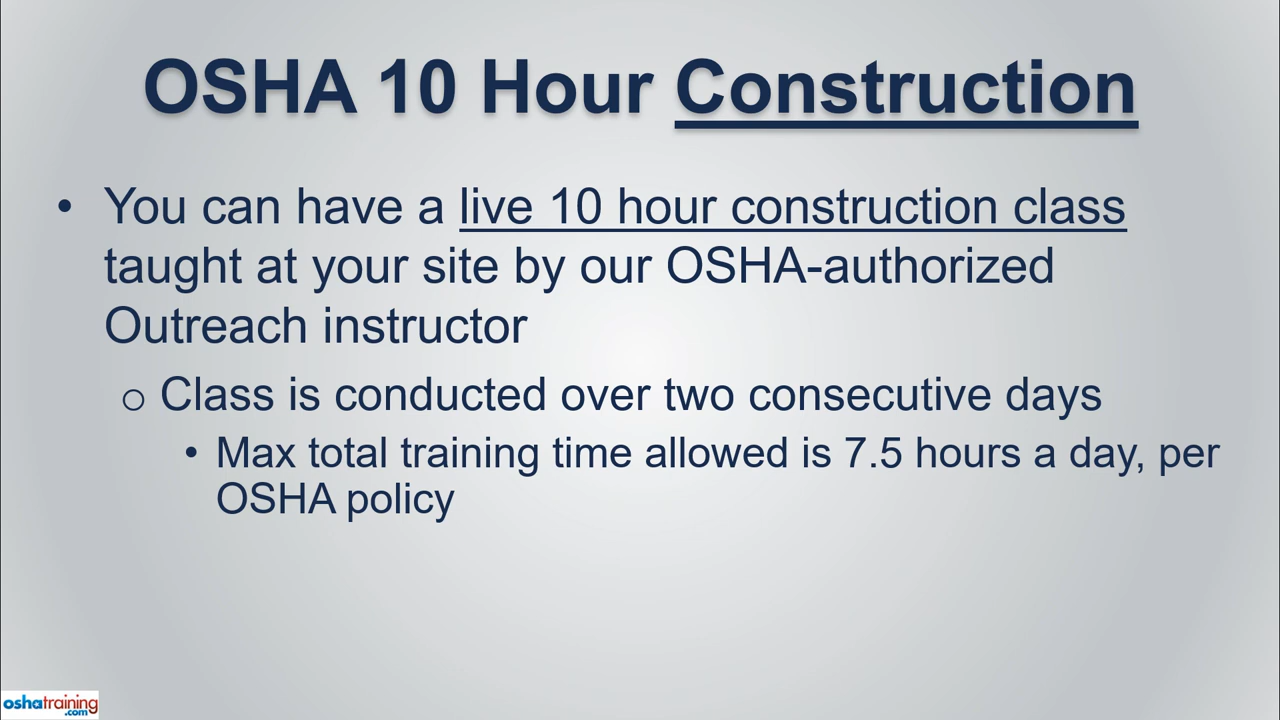 OSHA 10 Hour Construction
• You can have a live 10 hour construction class
taught at your site by our OSHA-authorized
Outreach instructor
o Class is conducted over two consecutive days
• Max total training time allowed is 7.5 hours a day, per
OSHA policy
oshatraining
.com